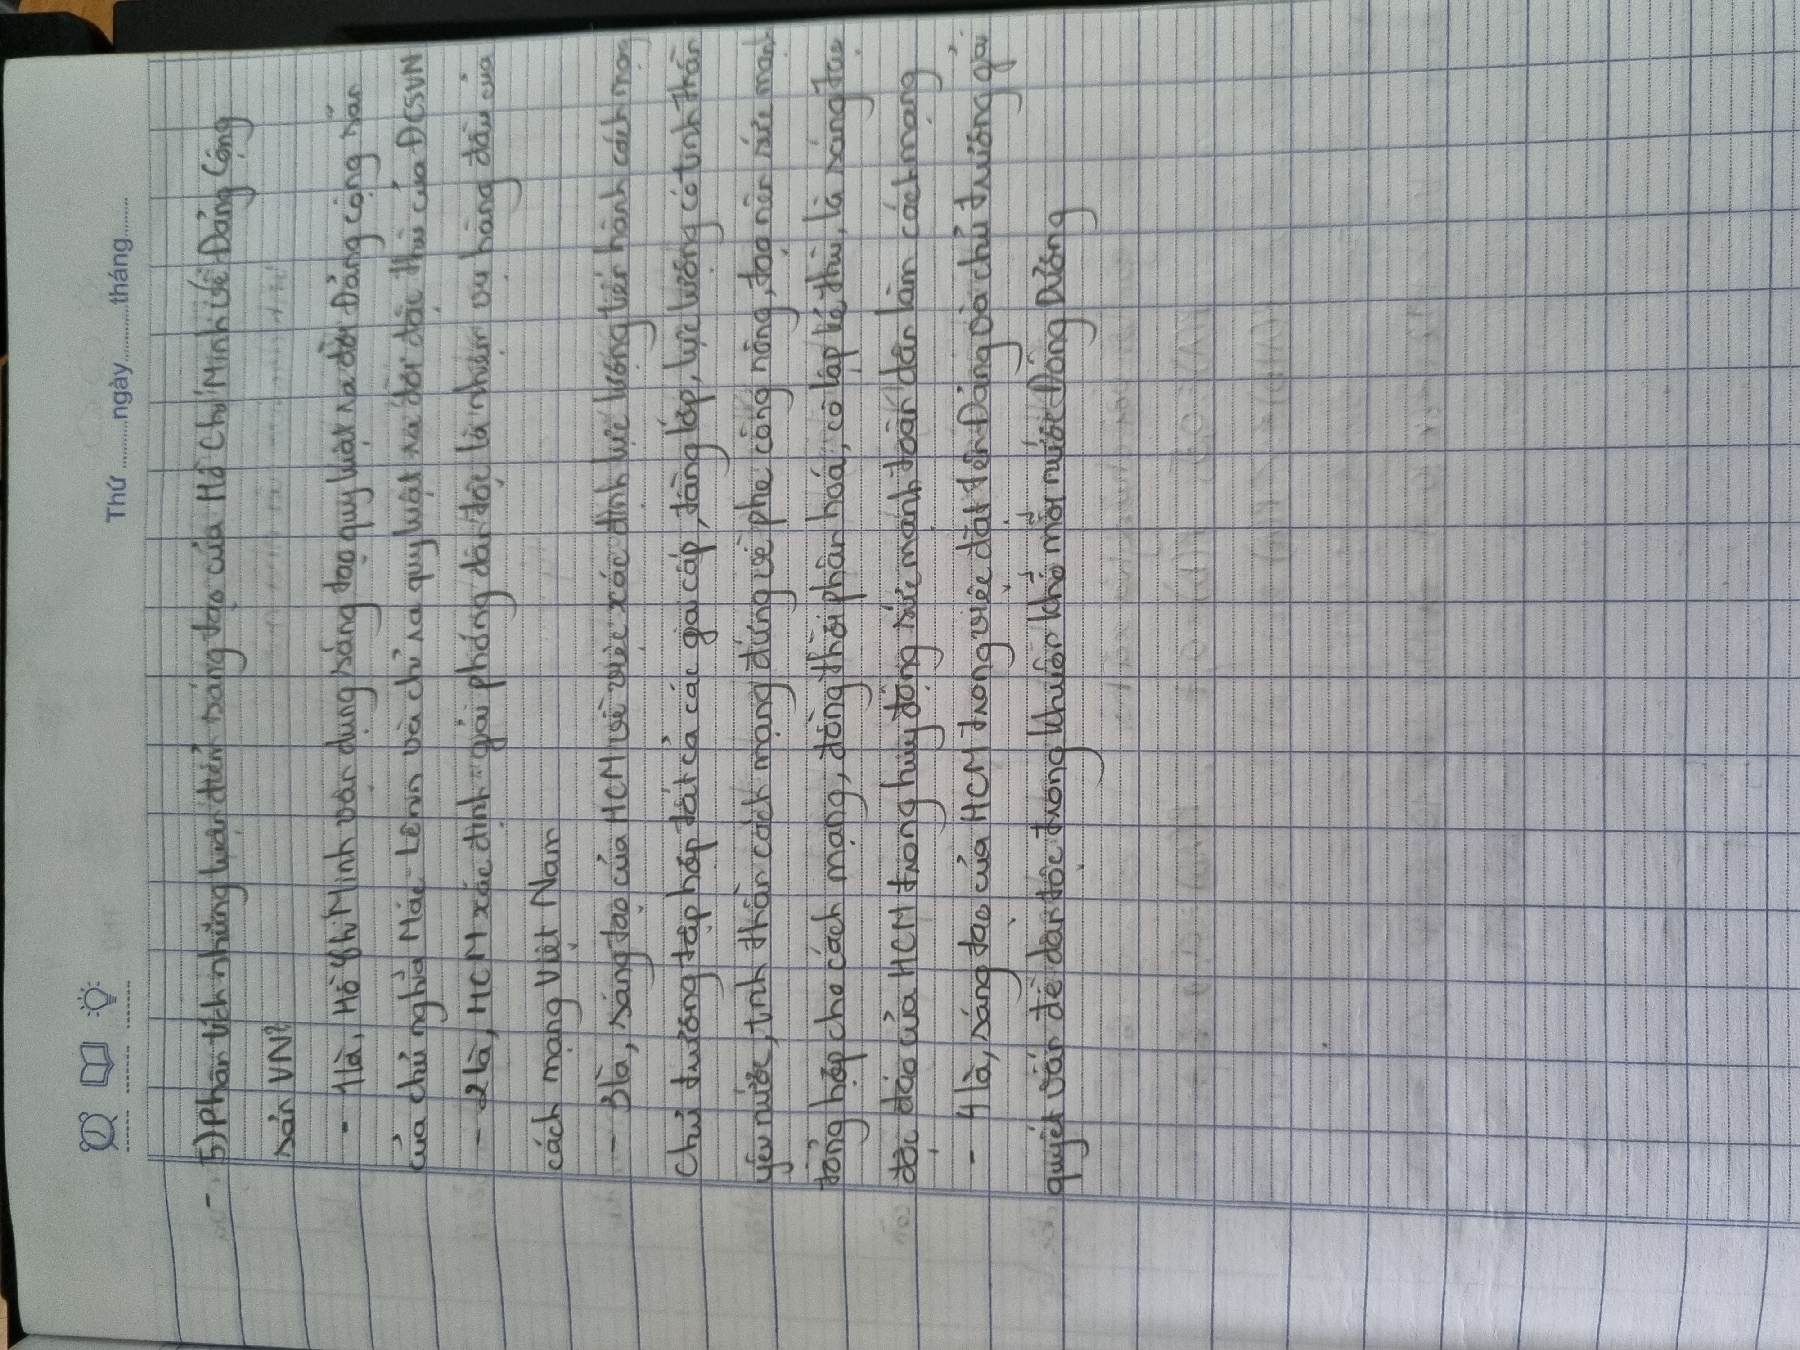 Thứ ..........ngày...........tháng........
- 5) Phân tích những luận điểm sáng tạo của Hồ Chí Minh về Đảng Cộng
sản VN?
- 1 là, Hồ Chí Minh vận dụng sáng tạo quy luật ra đời Đảng cộng sản
của chủ nghĩa Mác - Lênin và chỉ ra quy luật ra đời đặc thù của ĐCSVN
- 2 là, HCM xác định giải phóng dân tộc là nhiệm vụ hàng đầu của
cách mạng Việt Nam
- 3 là, sáng tạo của HCM về việc xác định lực lượng tiến hành cách mạng
Chủ trương tập hợp tất cả các giai cấp, tầng lớp, lực lượng có tinh thần
yêu nước, tinh thần cách mạng đứng về phe công nông, tạo nên sức mạnh
tổng hợp cho cách mạng, đồng thời phân hoá, cô lập kẻ thù, là sáng tạo
độc đáo của HCM trong huy động sức mạnh toàn dân làm cách mạng
- 4 là, sáng tạo của HCM trong việc đặt tên Đảng và chủ trương giải
quyết vấn đề dân tộc trong khuôn khổ mỗi nước Đông Dương